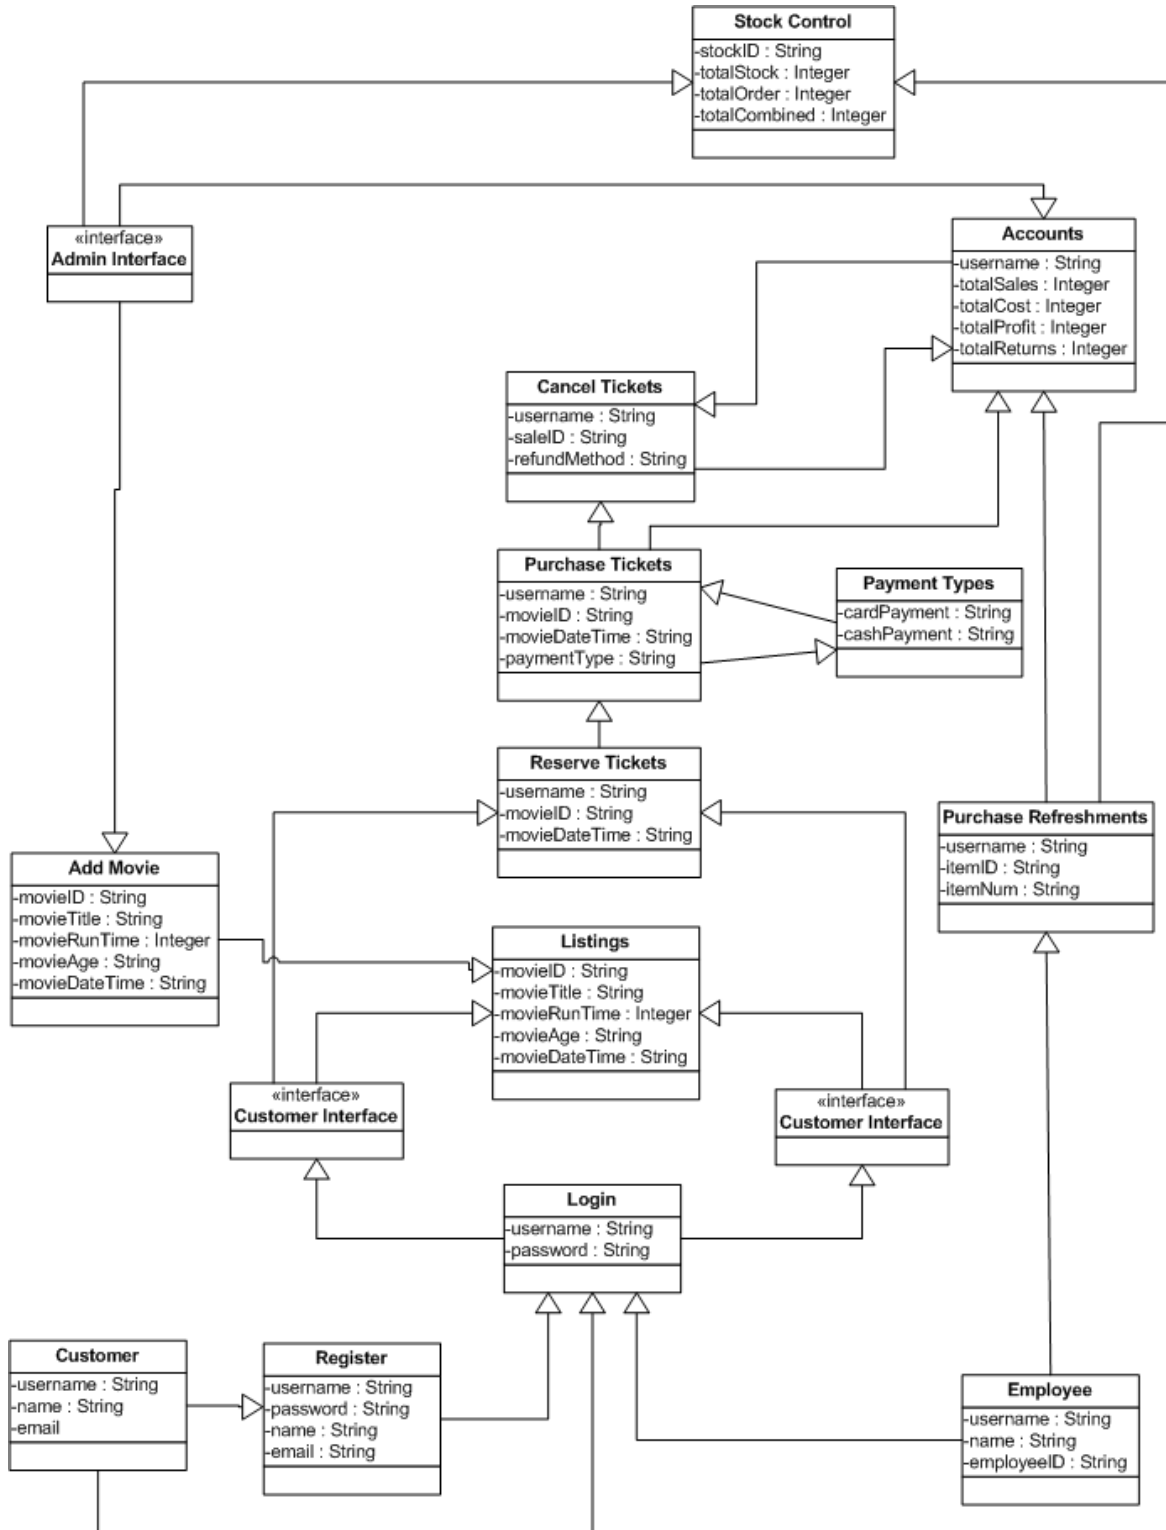 Stock Control
-stockID : String
-totalStock : Integer
-totalOrder : Integer
-totalCombined : Integer
«interface»
Admin Interface
Accounts
-username : String
-totalSales : Integer
-totalCost : Integer
-totalProfit : Integer
-totalReturns : Integer
Cancel Tickets
-username : String
-saleID : String
-refundMethod : String
Purchase Tickets
-username : String
-movieID : String
-movieDateTime : String
-paymentType : String
Payment Types
-cardPayment : String
-cashPayment : String
Reserve Tickets
-username : String
-movieID : String
-movieDateTime : String
Purchase Refreshments
-username : String
-itemID : String
-itemNum : String
Add Movie
-movieID : String
-movieTitle : String
-movieRunTime : Integer
-movieAge : String
-movieDateTime : String
Listings
-movieID : String
-movieTitle : String
-movieRunTime : Integer
-movieAge : String
-movieDateTime : String
«interface»
Customer Interface
«interface»
Customer Interface
Login
-username : String
-password : String
Customer
-username : String
-name : String
-email
Register
-username : String
-password : String
-name : String
-email : String
Employee
-username : String
-name : String
-employeeID : String